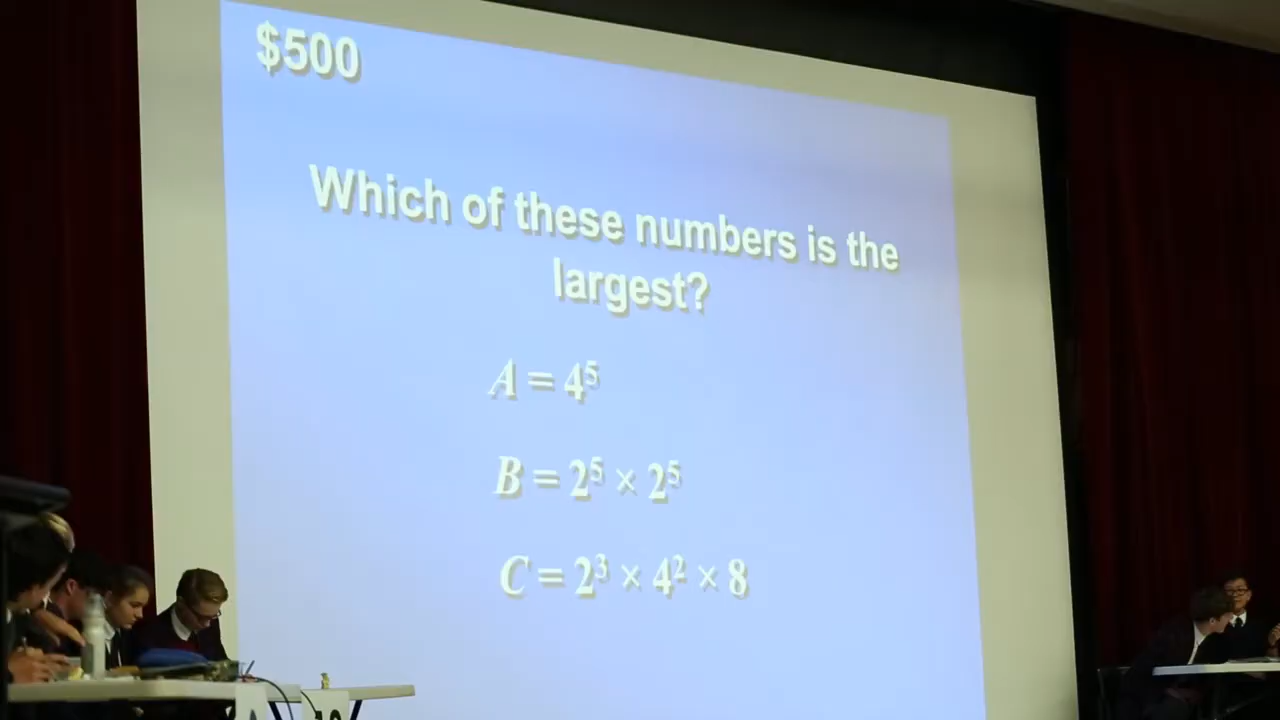 $500
Which of these numbers is the
largest?
A = 4⁵
B = 2⁵ × 2⁵
C = 2³ × 4² × 8